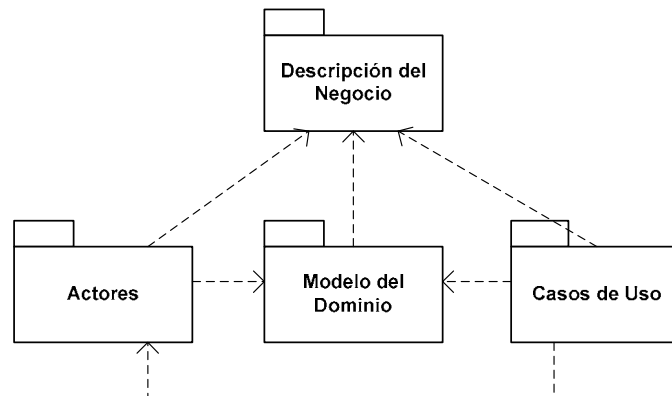 Descripción del
Negocio
Actores
Modelo del
Dominio
Casos de Uso